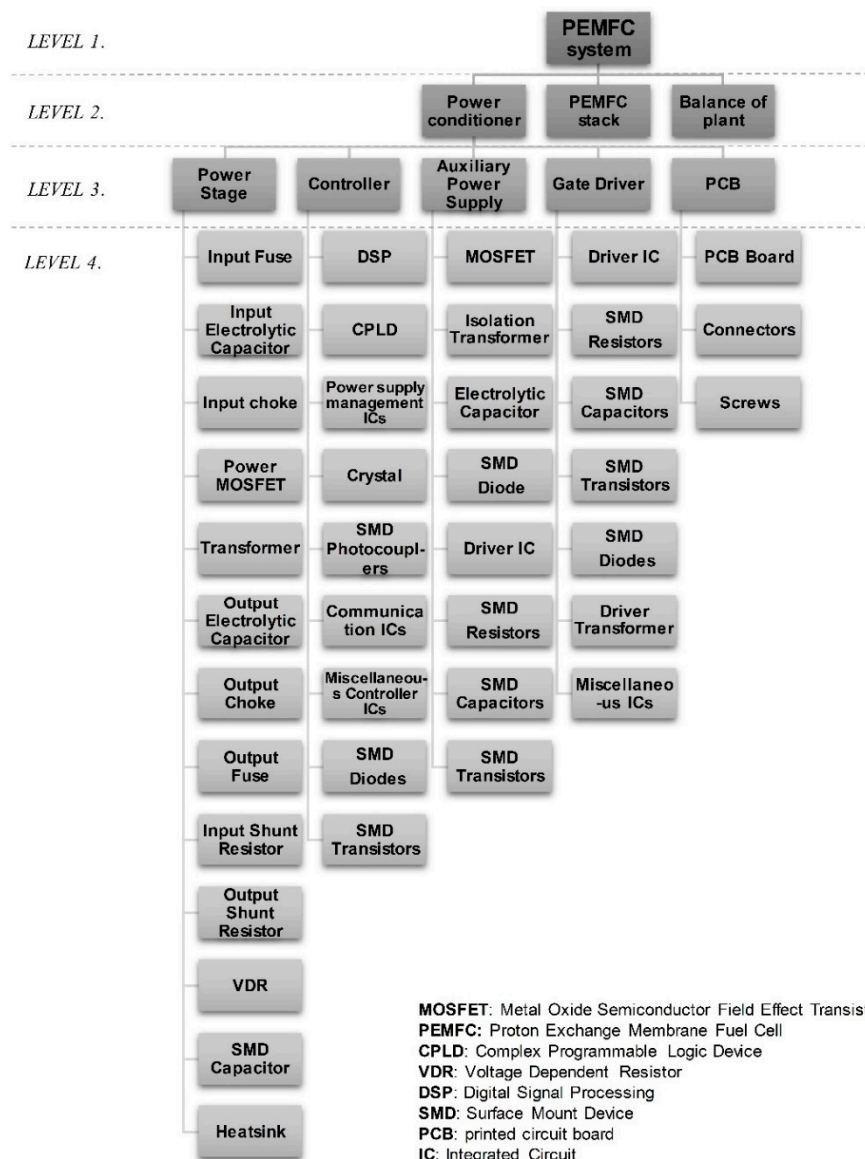 LEVEL 1.
PEMFC
system
LEVEL 2.
Power
conditioner
PEMFC
stack
Balance of
plant
LEVEL 3.
Power
Stage
Controller
Auxiliary
Power
Supply
Gate Driver
PCB
LEVEL 4.
Input Fuse
Input
Electrolytic
Capacitor
Input choke
Power
MOSFET
Transformer
Output
Electrolytic
Capacitor
Output
Choke
Output
Fuse
Input Shunt
Resistor
Output
Shunt
Resistor
VDR
SMD
Capacitor
Heatsink
DSP
CPLD
Power supply
management
ICs
Crystal
SMD
Photocoupl-
ers
Communica
tion ICs
Miscellaneou-
s Controller
ICs
SMD
Diodes
SMD
Transistors
MOSFET
Isolation
Transformer
Electrolytic
Capacitor
SMD
Diode
Driver IC
SMD
Resistors
SMD
Capacitors
SMD
Transistors
Driver IC
SMD
Resistors
SMD
Capacitors
SMD
Transistors
SMD
Diodes
Driver
Transformer
Miscellaneo
-us ICs
PCB Board
Connectors
Screws
MOSFET: Metal Oxide Semiconductor Field Effect Transist
PEMFC: Proton Exchange Membrane Fuel Cell
CPLD: Complex Programmable Logic Device
VDR: Voltage Dependent Resistor
DSP: Digital Signal Processing
SMD: Surface Mount Device
PCB: printed circuit board
IC: Integrated Circuit